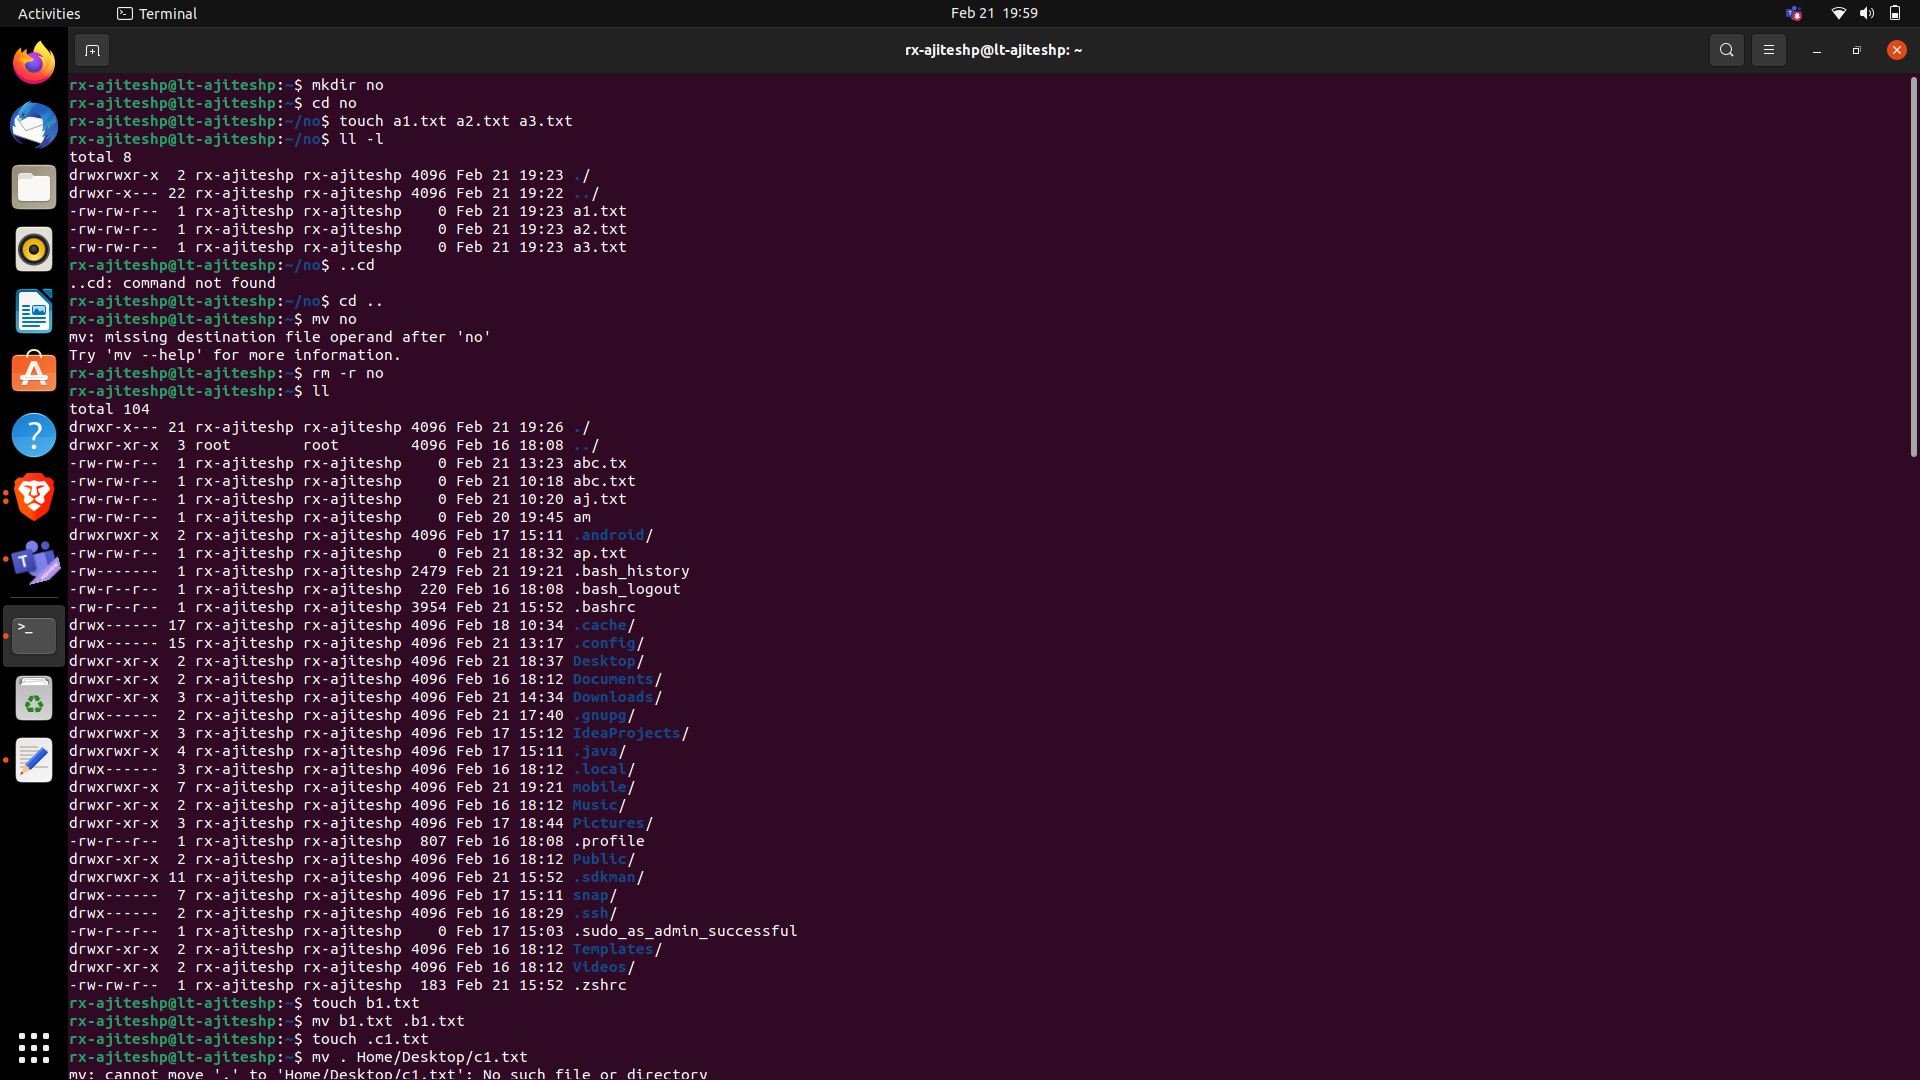 Activities
Terminal
Feb 21 19:59
rx-ajiteshp@lt-ajiteshp: ~
rx-ajiteshp@lt-ajiteshp:~$ mkdir no
rx-ajiteshp@lt-ajiteshp:~$ cd no
rx-ajiteshp@lt-ajiteshp:~/no$ touch a1.txt a2.txt a3.txt
rx-ajiteshp@lt-ajiteshp:~/no$ ll -l
total 8
drwxrwxr-x  2 rx-ajiteshp rx-ajiteshp 4096 Feb 21 19:23 ./
drwxr-x--- 22 rx-ajiteshp rx-ajiteshp 4096 Feb 21 19:22 ../
-rw-rw-r--  1 rx-ajiteshp rx-ajiteshp    0 Feb 21 19:23 a1.txt
-rw-rw-r--  1 rx-ajiteshp rx-ajiteshp    0 Feb 21 19:23 a2.txt
-rw-rw-r--  1 rx-ajiteshp rx-ajiteshp    0 Feb 21 19:23 a3.txt
rx-ajiteshp@lt-ajiteshp:~/no$ ..cd
..cd: command not found
rx-ajiteshp@lt-ajiteshp:~/no$ cd ..
rx-ajiteshp@lt-ajiteshp:~$ mv no
mv: missing destination file operand after 'no'
Try 'mv --help' for more information.
rx-ajiteshp@lt-ajiteshp:~$ rm -r no
rx-ajiteshp@lt-ajiteshp:~$ ll
total 104
drwxr-x--- 21 rx-ajiteshp rx-ajiteshp 4096 Feb 21 19:26 ./
drwxr-xr-x  3 root        root        4096 Feb 16 18:08 ../
-rw-rw-r--  1 rx-ajiteshp rx-ajiteshp    0 Feb 21 13:23 abc.tx
-rw-rw-r--  1 rx-ajiteshp rx-ajiteshp    0 Feb 21 10:18 abc.txt
-rw-rw-r--  1 rx-ajiteshp rx-ajiteshp    0 Feb 21 10:20 aj.txt
-rw-rw-r--  1 rx-ajiteshp rx-ajiteshp    0 Feb 20 19:45 am
drwxrwxr-x  2 rx-ajiteshp rx-ajiteshp 4096 Feb 17 15:11 .android/
-rw-rw-r--  1 rx-ajiteshp rx-ajiteshp    0 Feb 21 18:32 ap.txt
-rw-------  1 rx-ajiteshp rx-ajiteshp 2479 Feb 21 19:21 .bash_history
-rw-r--r--  1 rx-ajiteshp rx-ajiteshp  220 Feb 16 18:08 .bash_logout
-rw-r--r--  1 rx-ajiteshp rx-ajiteshp 3954 Feb 21 15:52 .bashrc
drwx------ 17 rx-ajiteshp rx-ajiteshp 4096 Feb 18 10:34 .cache/
drwx------ 15 rx-ajiteshp rx-ajiteshp 4096 Feb 21 13:17 .config/
drwxr-xr-x  2 rx-ajiteshp rx-ajiteshp 4096 Feb 21 18:37 Desktop/
drwxr-xr-x  2 rx-ajiteshp rx-ajiteshp 4096 Feb 16 18:12 Documents/
drwxr-xr-x  3 rx-ajiteshp rx-ajiteshp 4096 Feb 21 14:34 Downloads/
drwx------  2 rx-ajiteshp rx-ajiteshp 4096 Feb 21 17:40 .gnupg/
drwxrwxr-x  3 rx-ajiteshp rx-ajiteshp 4096 Feb 17 15:12 IdeaProjects/
drwxrwxr-x  4 rx-ajiteshp rx-ajiteshp 4096 Feb 17 15:11 .java/
drwx------  3 rx-ajiteshp rx-ajiteshp 4096 Feb 16 18:12 .local/
drwxrwxr-x  7 rx-ajiteshp rx-ajiteshp 4096 Feb 21 19:21 mobile/
drwxr-xr-x  2 rx-ajiteshp rx-ajiteshp 4096 Feb 16 18:12 Music/
drwxr-xr-x  3 rx-ajiteshp rx-ajiteshp 4096 Feb 17 18:44 Pictures/
-rw-r--r--  1 rx-ajiteshp rx-ajiteshp  807 Feb 16 18:08 .profile
drwxr-xr-x  2 rx-ajiteshp rx-ajiteshp 4096 Feb 16 18:12 Public/
drwxrwxr-x 11 rx-ajiteshp rx-ajiteshp 4096 Feb 21 15:52 .sdkman/
drwx------  7 rx-ajiteshp rx-ajiteshp 4096 Feb 17 15:11 snap/
drwx------  2 rx-ajiteshp rx-ajiteshp 4096 Feb 16 18:29 .ssh/
-rw-r--r--  1 rx-ajiteshp rx-ajiteshp    0 Feb 17 15:03 .sudo_as_admin_successful
drwxr-xr-x  2 rx-ajiteshp rx-ajiteshp 4096 Feb 16 18:12 Templates/
drwxr-xr-x  2 rx-ajiteshp rx-ajiteshp 4096 Feb 16 18:12 Videos/
-rw-rw-r--  1 rx-ajiteshp rx-ajiteshp  183 Feb 21 15:52 .zshrc
rx-ajiteshp@lt-ajiteshp:~$ touch b1.txt
rx-ajiteshp@lt-ajiteshp:~$ mv b1.txt .b1.txt
rx-ajiteshp@lt-ajiteshp:~$ touch .c1.txt
rx-ajiteshp@lt-ajiteshp:~$ mv . Home/Desktop/c1.txt
mv: cannot move '.' to 'Home/Desktop/c1.txt': No such file or directory